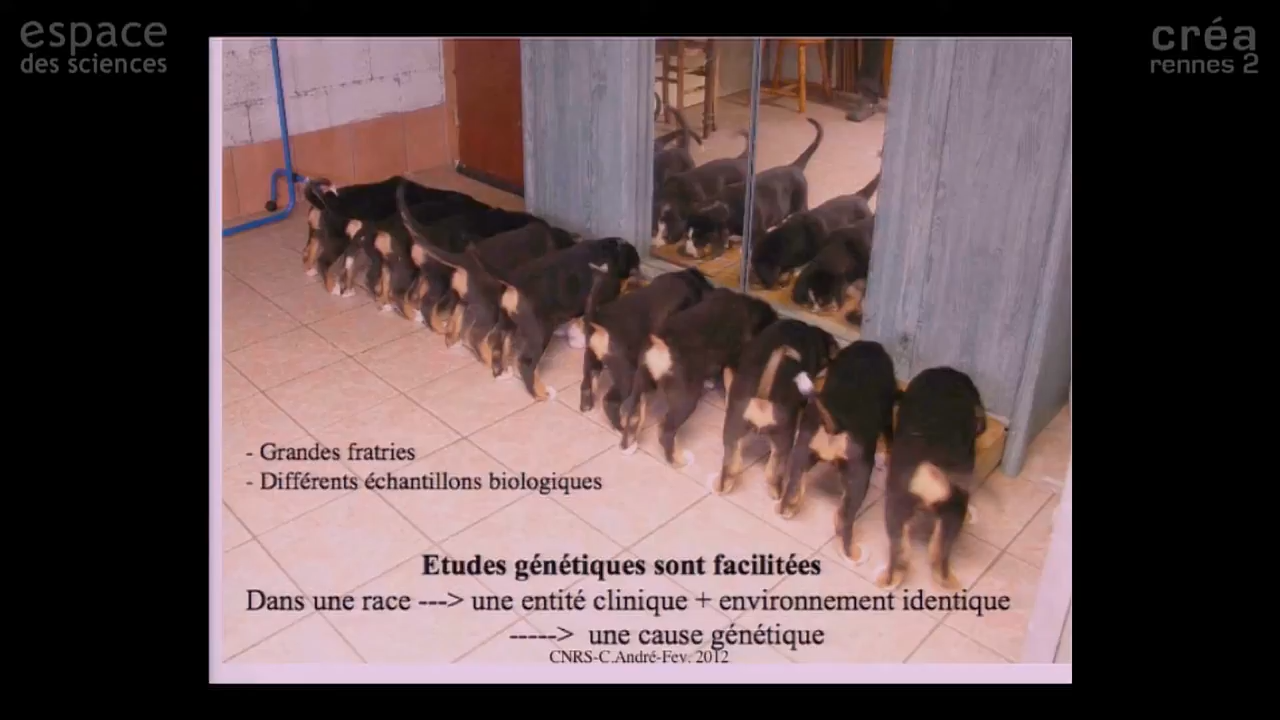 espace
des sciences
créa
rennes 2
- Grandes fratries
- Différents échantillons biologiques
Etudes génétiques sont facilitées
Dans une race ---> une entité clinique + environnement identique
-----> une cause génétique
CNRS-C.André-Fev. 2012